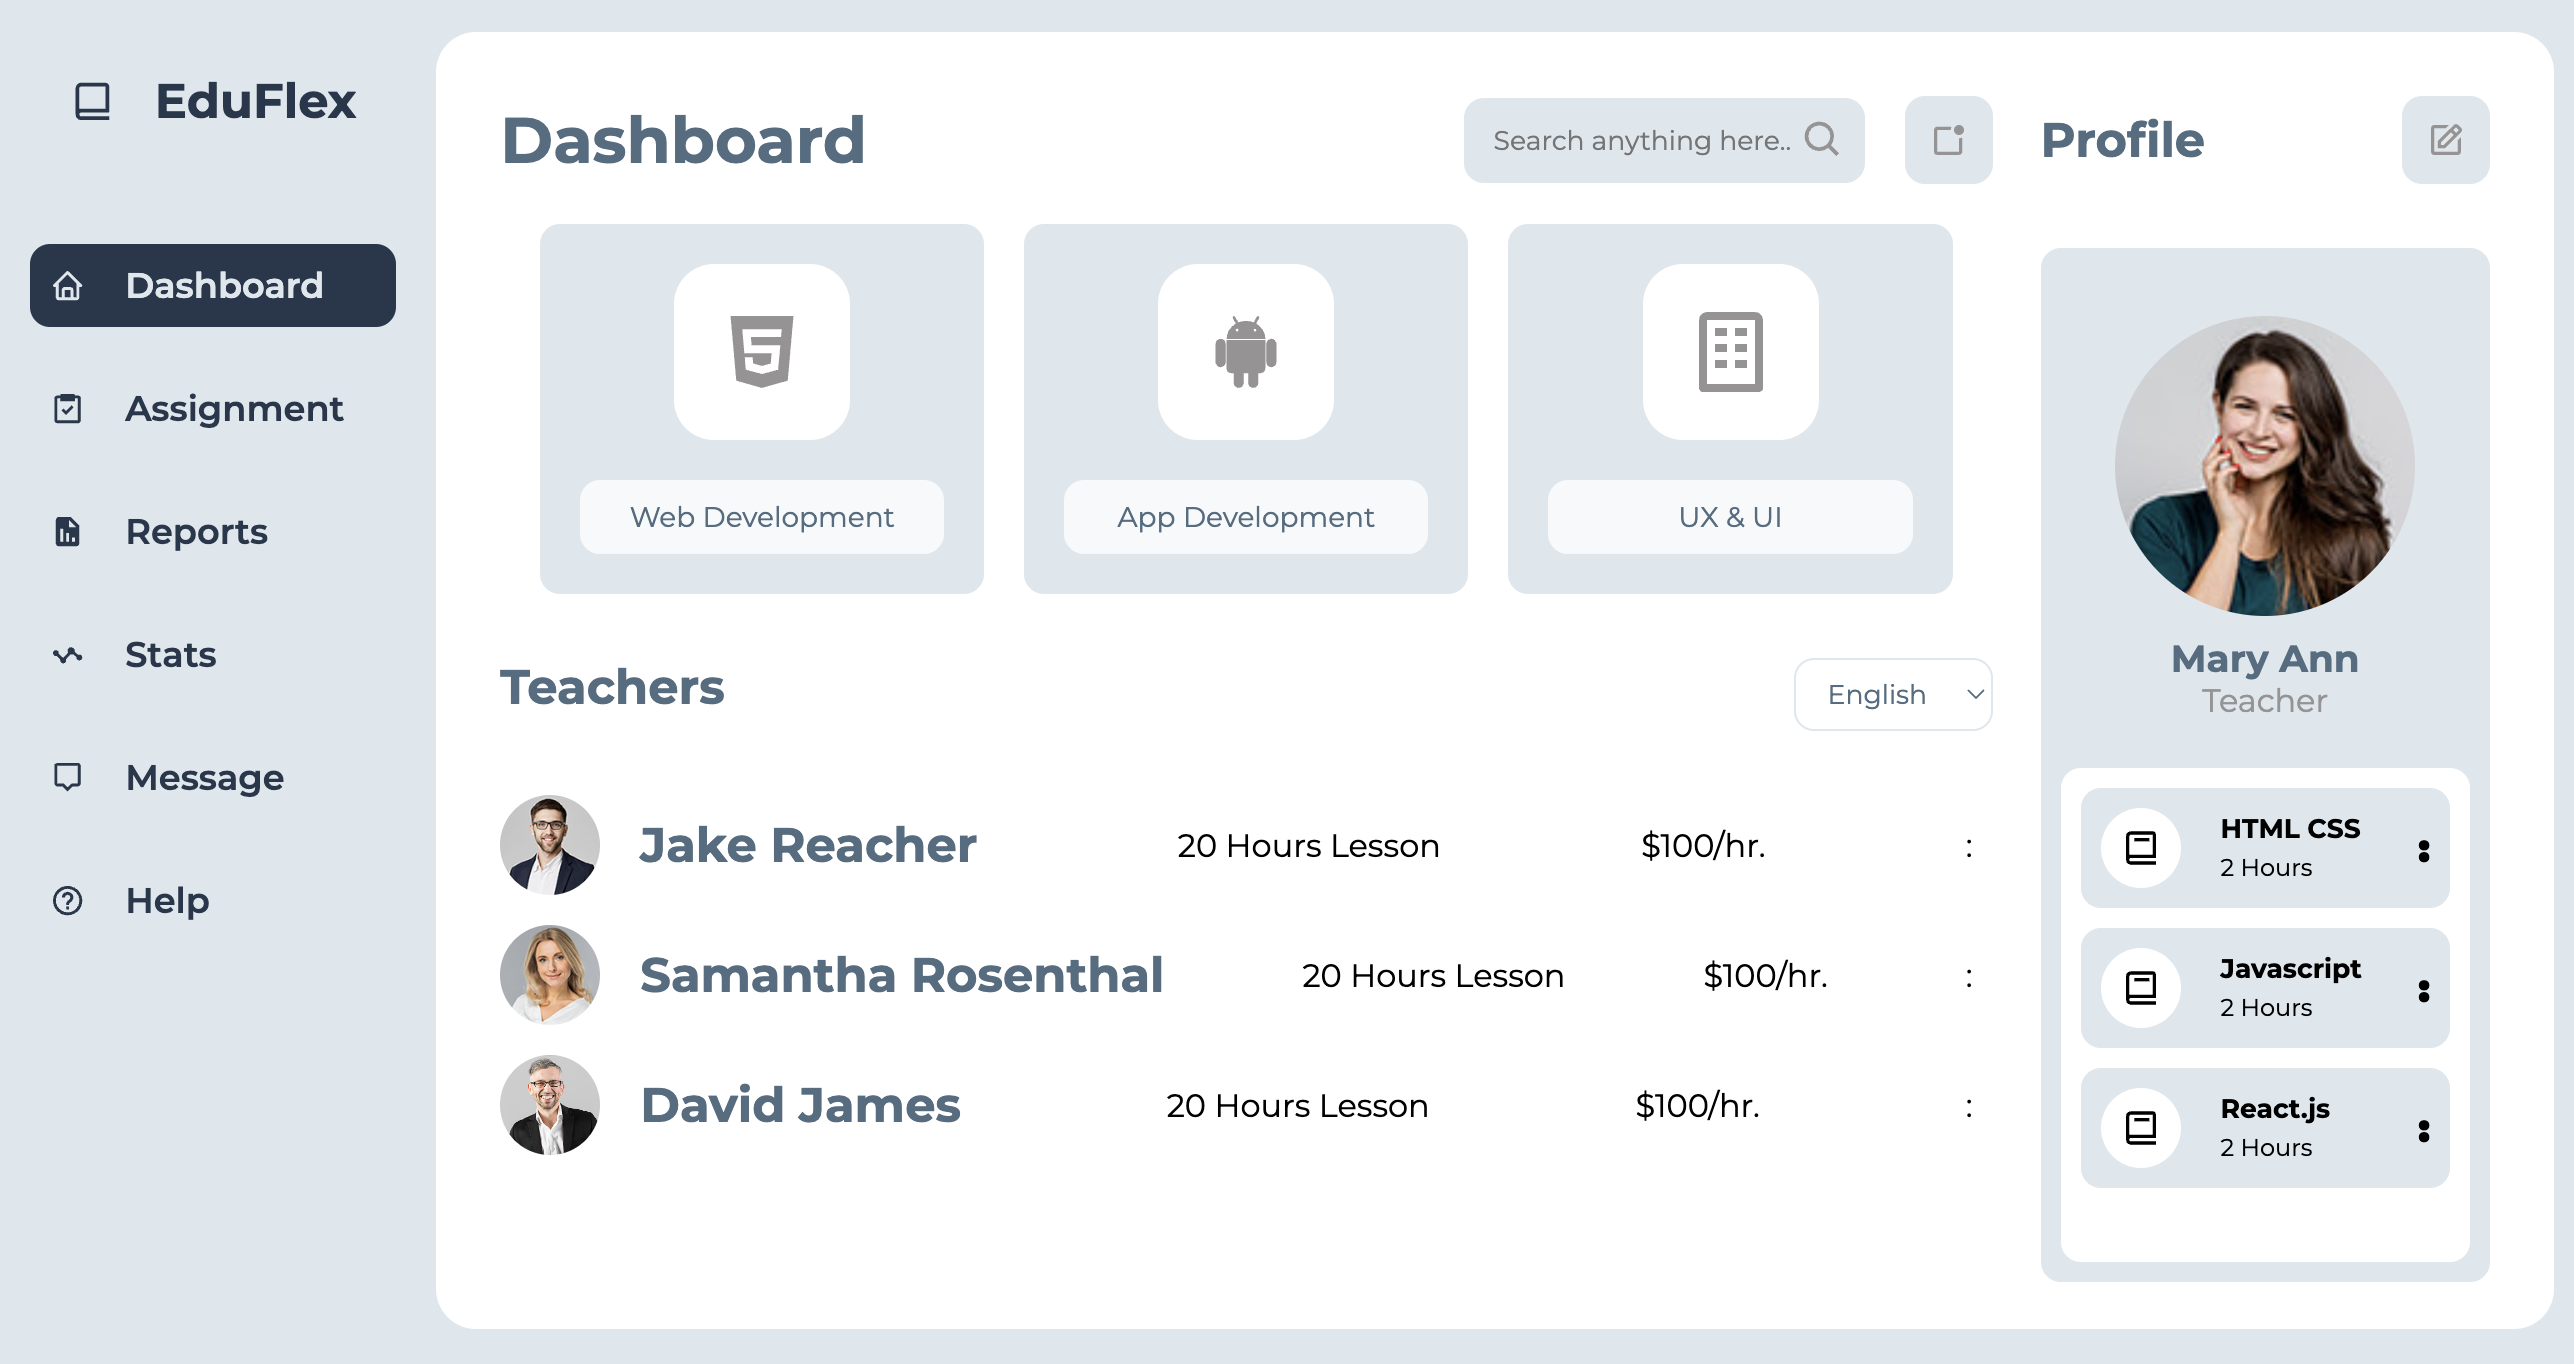 EduFlex
Dashboard
Assignment
Reports
Stats
Message
Help
Dashboard
Search anything here..
Web Development
App Development
UX & UI
Teachers
English
Jake Reacher 20 Hours Lesson $100/hr. :
Samantha Rosenthal 20 Hours Lesson $100/hr. :
David James 20 Hours Lesson $100/hr. :
Profile
Mary Ann
Teacher
HTML CSS
2 Hours
Javascript
2 Hours
React.js
2 Hours